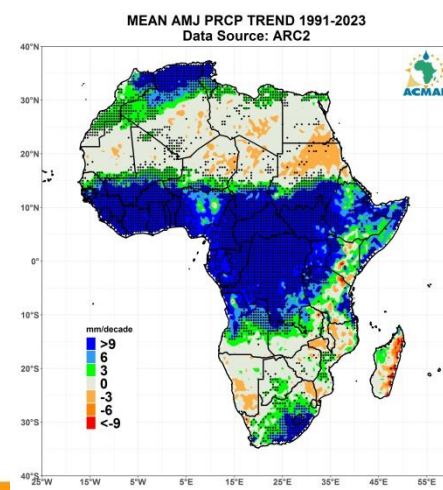 MEAN AMJ PRCP TREND 1991-2023
Data Source: ARC2
ACMAD
40°N
30°N
20°N
10°N
0°
10°S
20°S
30°S
40°S
mm/decade
>9
6
3
0
-3
-6
<-9
25°W
15°W
5°W
5°E
15°E
25°E
35°E
45°E
55°E